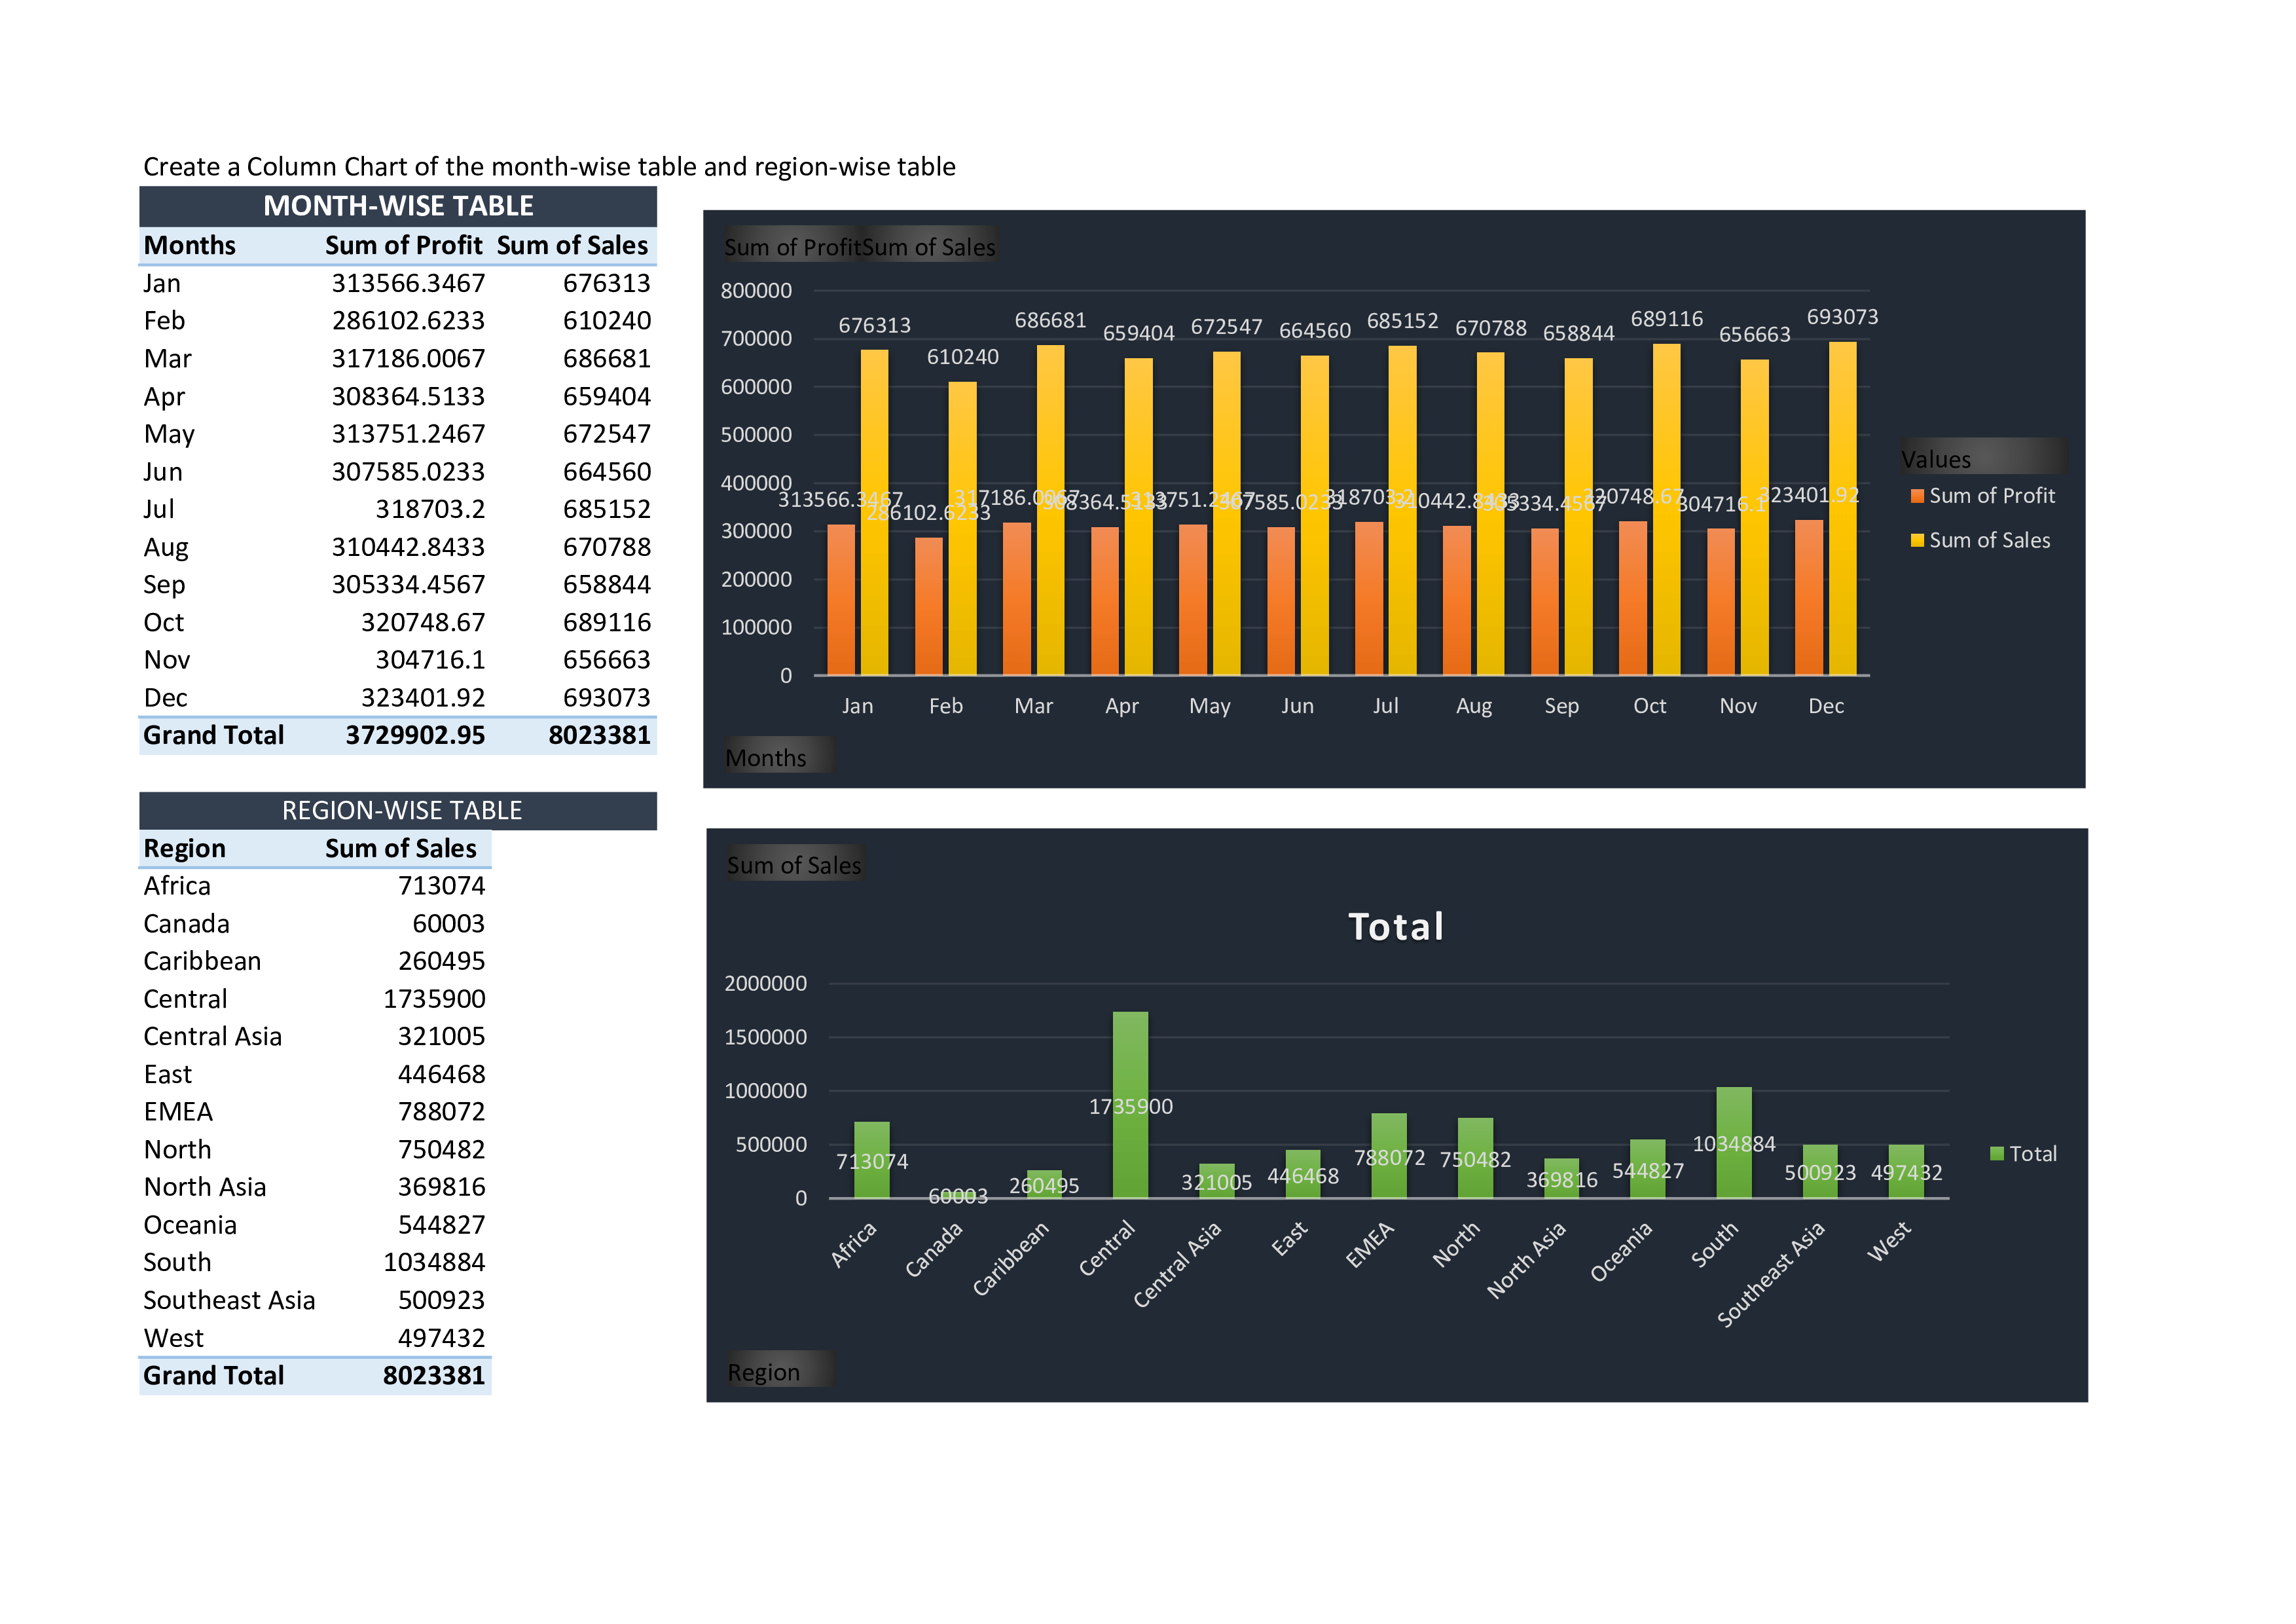 Create a Column Chart of the month-wise table and region-wise table
MONTH-WISE TABLE
Months Sum of Profit Sum of Sales
Jan 313566.3467 676313
Feb 286102.6233 610240
Mar 317186.0067 686681
Apr 308364.5133 659404
May 313751.2467 672547
Jun 307585.0233 664560
Jul 318703.2 685152
Aug 310442.8433 670788
Sep 305334.4567 658844
Oct 320748.67 689116
Nov 304716.1 656663
Dec 323401.92 693073
Grand Total 3729902.95 8023381
Sum of Profit Sum of Sales
800000
700000
600000
500000
400000
300000
200000
100000
0
676313 610240 686681 659404 672547 664560 685152 670788 658844 689116 656663 693073
313566.3467 286102.6233 317186.0067 308364.5133 313751.2467 307585.0233 318703.2 310442.8433 305334.4567 320748.67 304716.1 323401.92
Jan Feb Mar Apr May Jun Jul Aug Sep Oct Nov Dec
Values
Sum of Profit
Sum of Sales
Months
REGION-WISE TABLE
Region Sum of Sales
Africa 713074
Canada 60003
Caribbean 260495
Central 1735900
Central Asia 321005
East 446468
EMEA 788072
North 750482
North Asia 369816
Oceania 544827
South 1034884
Southeast Asia 500923
West 497432
Grand Total 8023381
Sum of Sales
Total
2000000
1500000
1000000
500000
0
713074 60003 260495 1735900 321005 446468 788072 750482 369816 544827 1034884 500923 497432
Africa Canada Caribbean Central Central Asia East EMEA North North Asia Oceania South Southeast Asia West
Total
Region